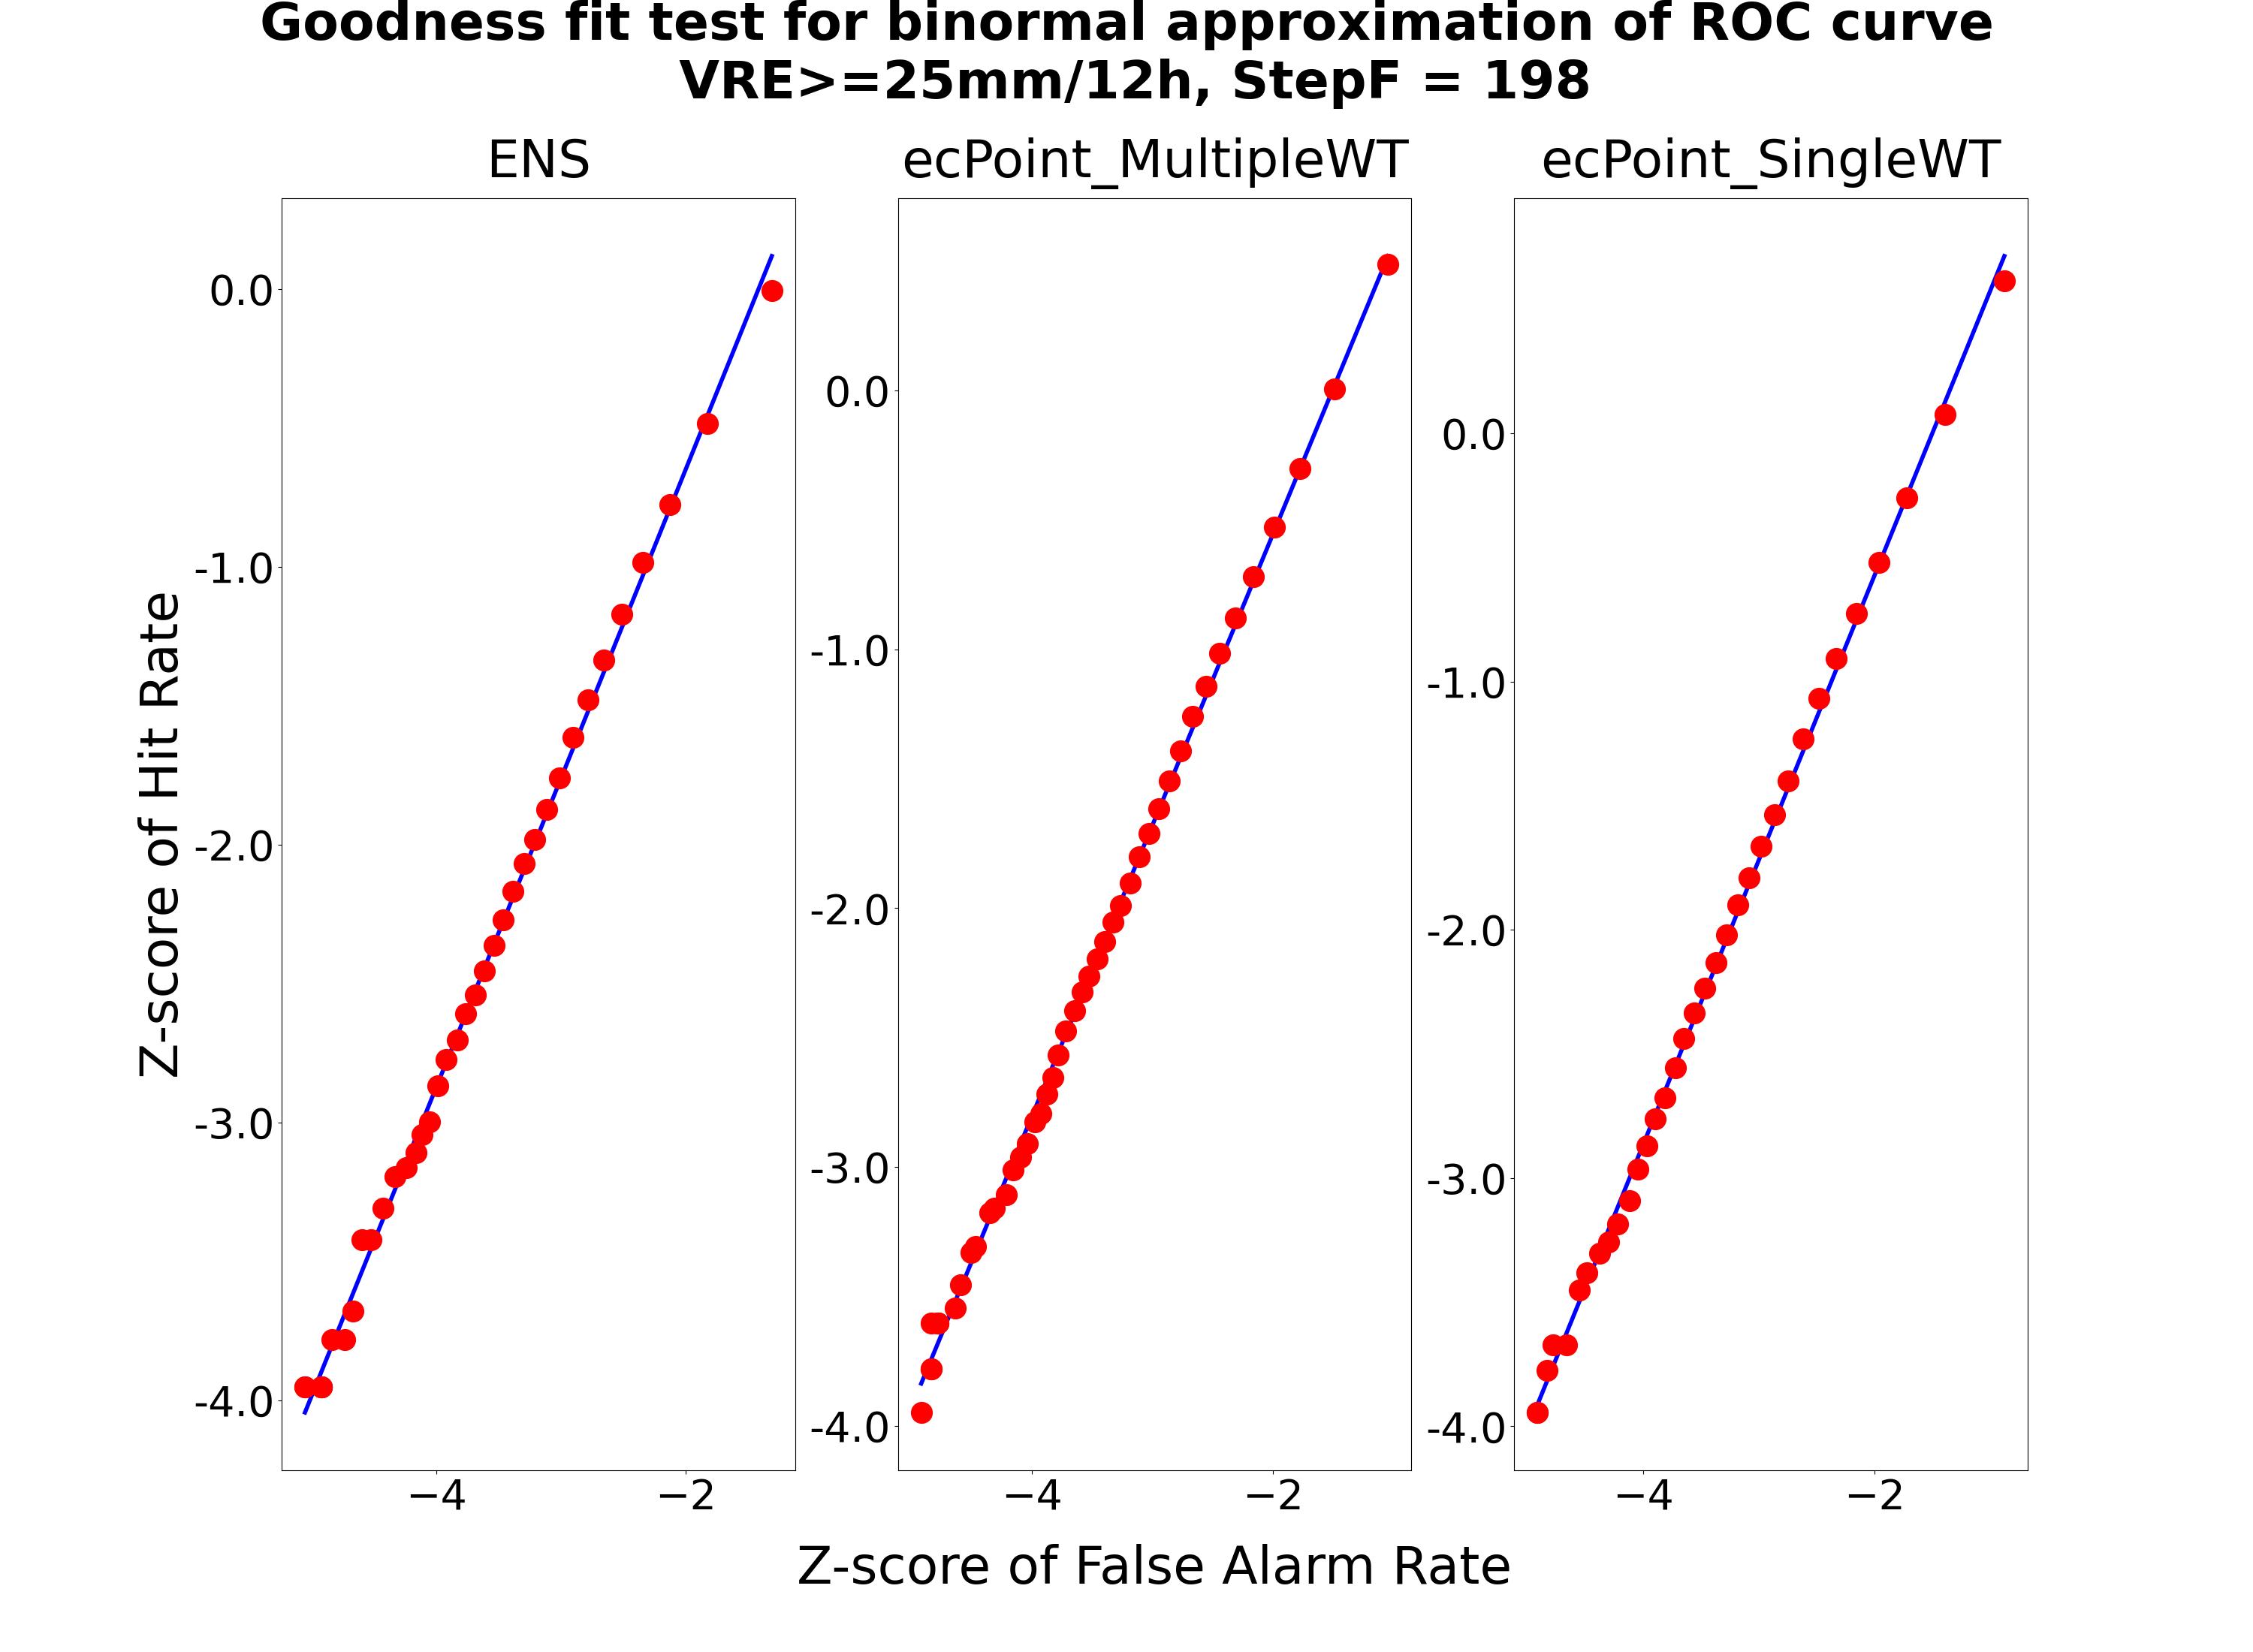 Goodness fit test for binormal approximation of ROC curve
VRE>=25mm/12h, StepF = 198
ENS
ecPoint_MultipleWT
ecPoint_SingleWT
Z-score of Hit Rate
0.0
-1.0
-2.0
-3.0
-4.0
0.0
-1.0
-2.0
-3.0
-4.0
0.0
-1.0
-2.0
-3.0
-4.0
−4 −2
−4 −2
−4 −2
Z-score of False Alarm Rate